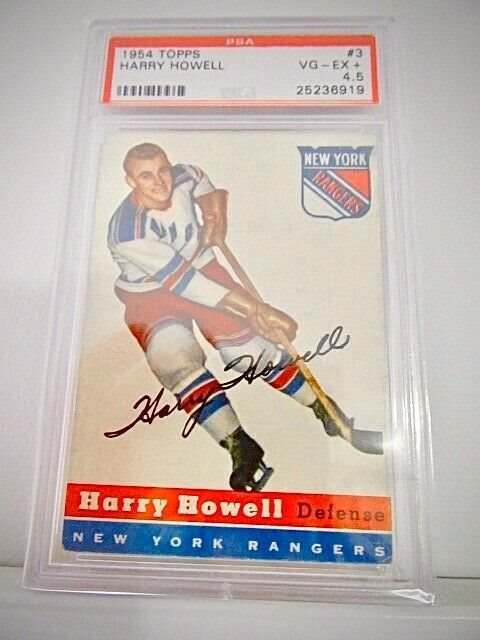 PSA
1954 TOPPS #3
HARRY HOWELL VG-EX+
4.5
25236919
NEW YORK
RANGERS
Harry Howell
Harry Howell Defense
NEW YORK RANGERS